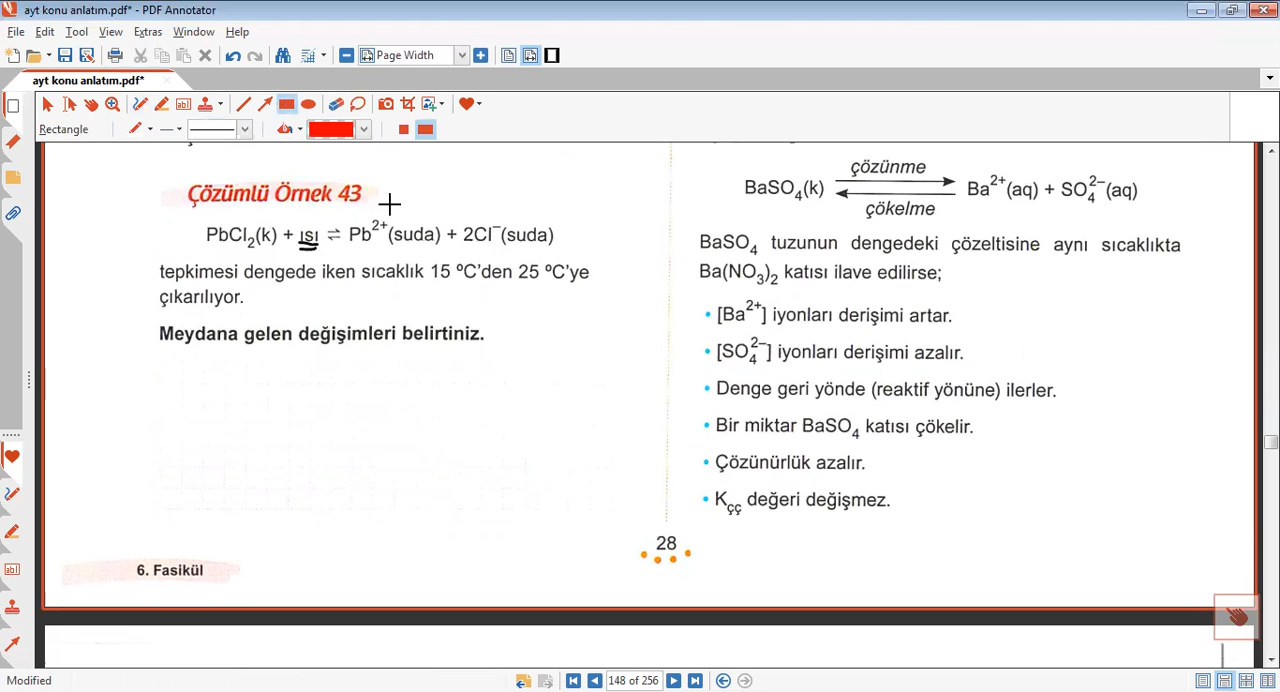 ayt konu anlatım.pdf* - PDF Annotator
File Edit Tool View Extras Window Help
Page Width
ayt konu anlatım.pdf*
Rectangle
Çözümlü Örnek 43
PbCl2(k) + ısı ⇌ Pb2+(suda) + 2Cl–(suda)
tepkimesi dengede iken sıcaklık 15 ºC'den 25 ºC'ye
çıkarılıyor.
Meydana gelen değişimleri belirtiniz.
6. Fasikül
çözünme
BaSO4(k) ⇌ Ba2+(aq) + SO42–(aq)
çökelme
BaSO4 tuzunun dengedeki çözeltisine aynı sıcaklıkta
Ba(NO3)2 katısı ilave edilirse;
• [Ba2+] iyonları derişimi artar.
• [SO42–] iyonları derişimi azalır.
• Denge geri yönde (reaktif yönüne) ilerler.
• Bir miktar BaSO4 katısı çökelir.
• Çözünürlük azalır.
• Kçç değeri değişmez.
28
Modified
148 of 256